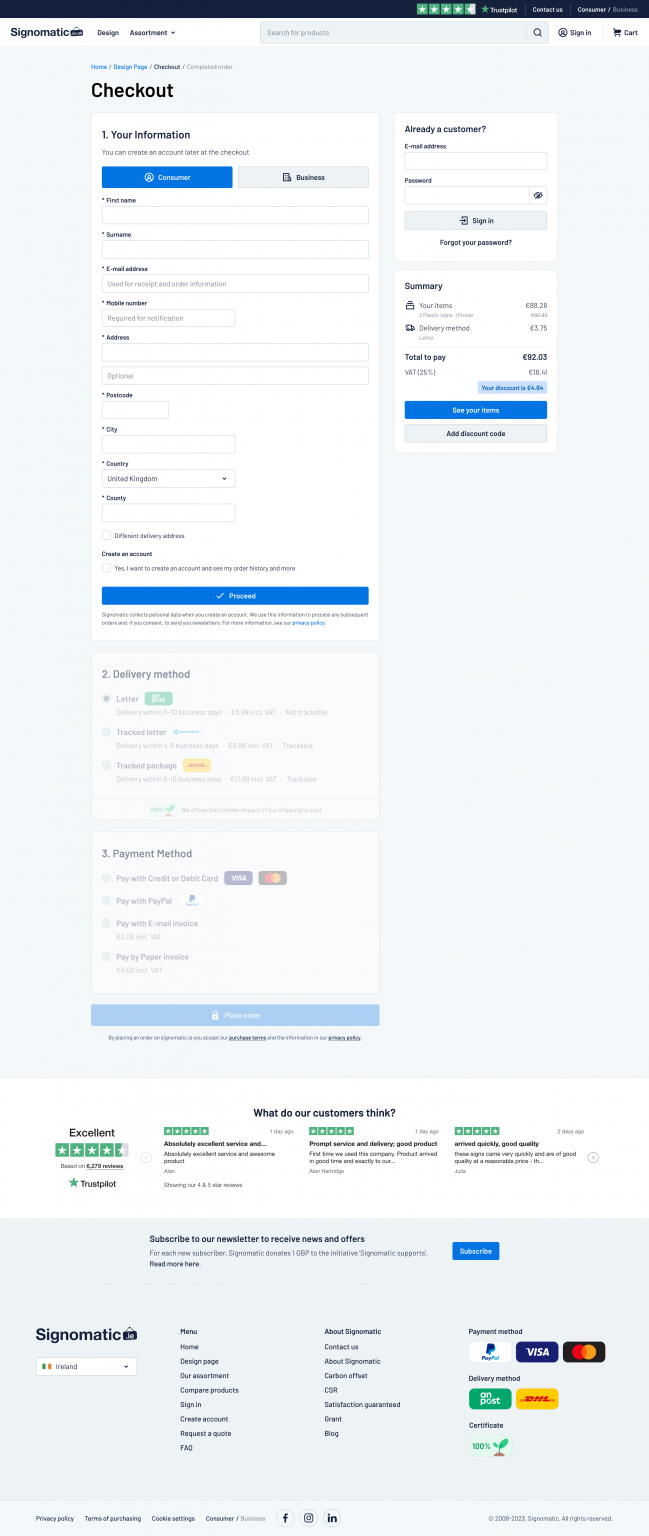 Trustpilot
Contact us
Consumer / Business
Signomatic .ie
Design
Assortment
Search for products
Sign in
Cart
Home / Design Page / Checkout / Completed order
Checkout
1. Your Information
You can create an account later at the checkout
Consumer
Business
* First name
* Surname
* E-mail address
Used for receipt and order information
* Mobile number
Required for notification
* Address
Optional
* Postcode
* City
* Country
United Kingdom
* County
Different delivery address
Create an account
Yes, I want to create an account and see my order history and more
Proceed
Signomatic collects personal data when you create an account. We use this information to process any subsequent
orders and, if you consent, to send you newsletters. For more information, see our privacy policy.
Already a customer?
E-mail address
Password
Sign in
Forgot your password?
Summary
Your items €88.28
2 Plastic signs, 1 Poster €92.92
Delivery method €3.75
Letter
Total to pay €92.03
VAT (25%) €18.41
Your discount is €4.64
See your items
Add discount code
2. Delivery method
Letter an post
Delivery within 5-10 business days - €3.99 incl. VAT - Not trackable
Tracked letter
Delivery within 4-6 business days - €5.99 incl. VAT - Trackable
Tracked package DHL
Delivery within 5-10 business days - €11.99 incl. VAT - Trackable
100% We offset the climate impact of our shipping to you!
3. Payment Method
Pay with Credit or Debit Card VISA
Pay with PayPal PayPal
Pay with E-mail invoice
€3.08 incl. VAT
Pay by Paper invoice
€4.00 incl. VAT
Place order
By placing an order on signomatic.ie you accept our purchase terms and the information in our privacy policy.
What do our customers think?
Excellent
Based on 6,279 reviews
Trustpilot
1 day ago
Absolutely excellent service and...
Absolutely excellent service and awesome
product
Alan
1 day ago
Prompt service and delivery; good product
First time we used this company. Product arrived
in good time and exactly to our...
Alan Hartridge
2 days ago
arrived quickly, good quality
these signs came very quickly and are of good
quality at a reasonable price - th...
Julia
Showing our 4 & 5 star reviews
Subscribe to our newsletter to receive news and offers
For each new subscriber, Signomatic donates 1 GBP to the initiative 'Signomatic supports'.
Read more here.
Subscribe
Signomatic .ie
Ireland
Menu
Home
Design page
Our assortment
Compare products
Sign in
Create account
Request a quote
FAQ
About Signomatic
Contact us
About Signomatic
Carbon offset
CSR
Satisfaction guaranteed
Grant
Blog
Payment method
PayPal VISA
Delivery method
an post DHL
Certificate
100%
Privacy policy
Terms of purchasing
Cookie settings
Consumer / Business
© 2008-2023, Signomatic. All rights reserved.